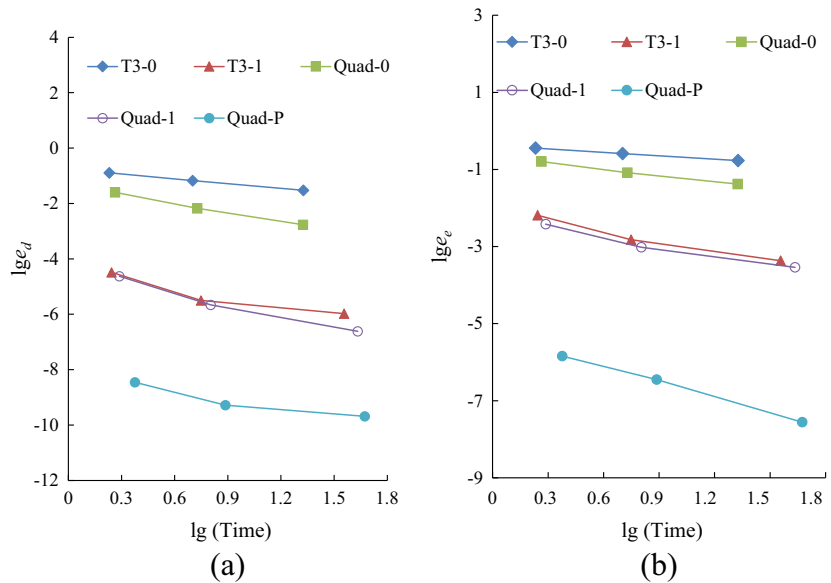 4
2
0
-2
-4
-6
-8
-10
-12
lge_d
T3-0 T3-1 Quad-0
Quad-1 Quad-P
0 0.3 0.6 0.9 1.2 1.5 1.8
lg (Time)
(a)
3
1
-1
-3
-5
-7
-9
lge_e
T3-0 T3-1 Quad-0
Quad-1 Quad-P
0 0.3 0.6 0.9 1.2 1.5 1.8
lg (Time)
(b)